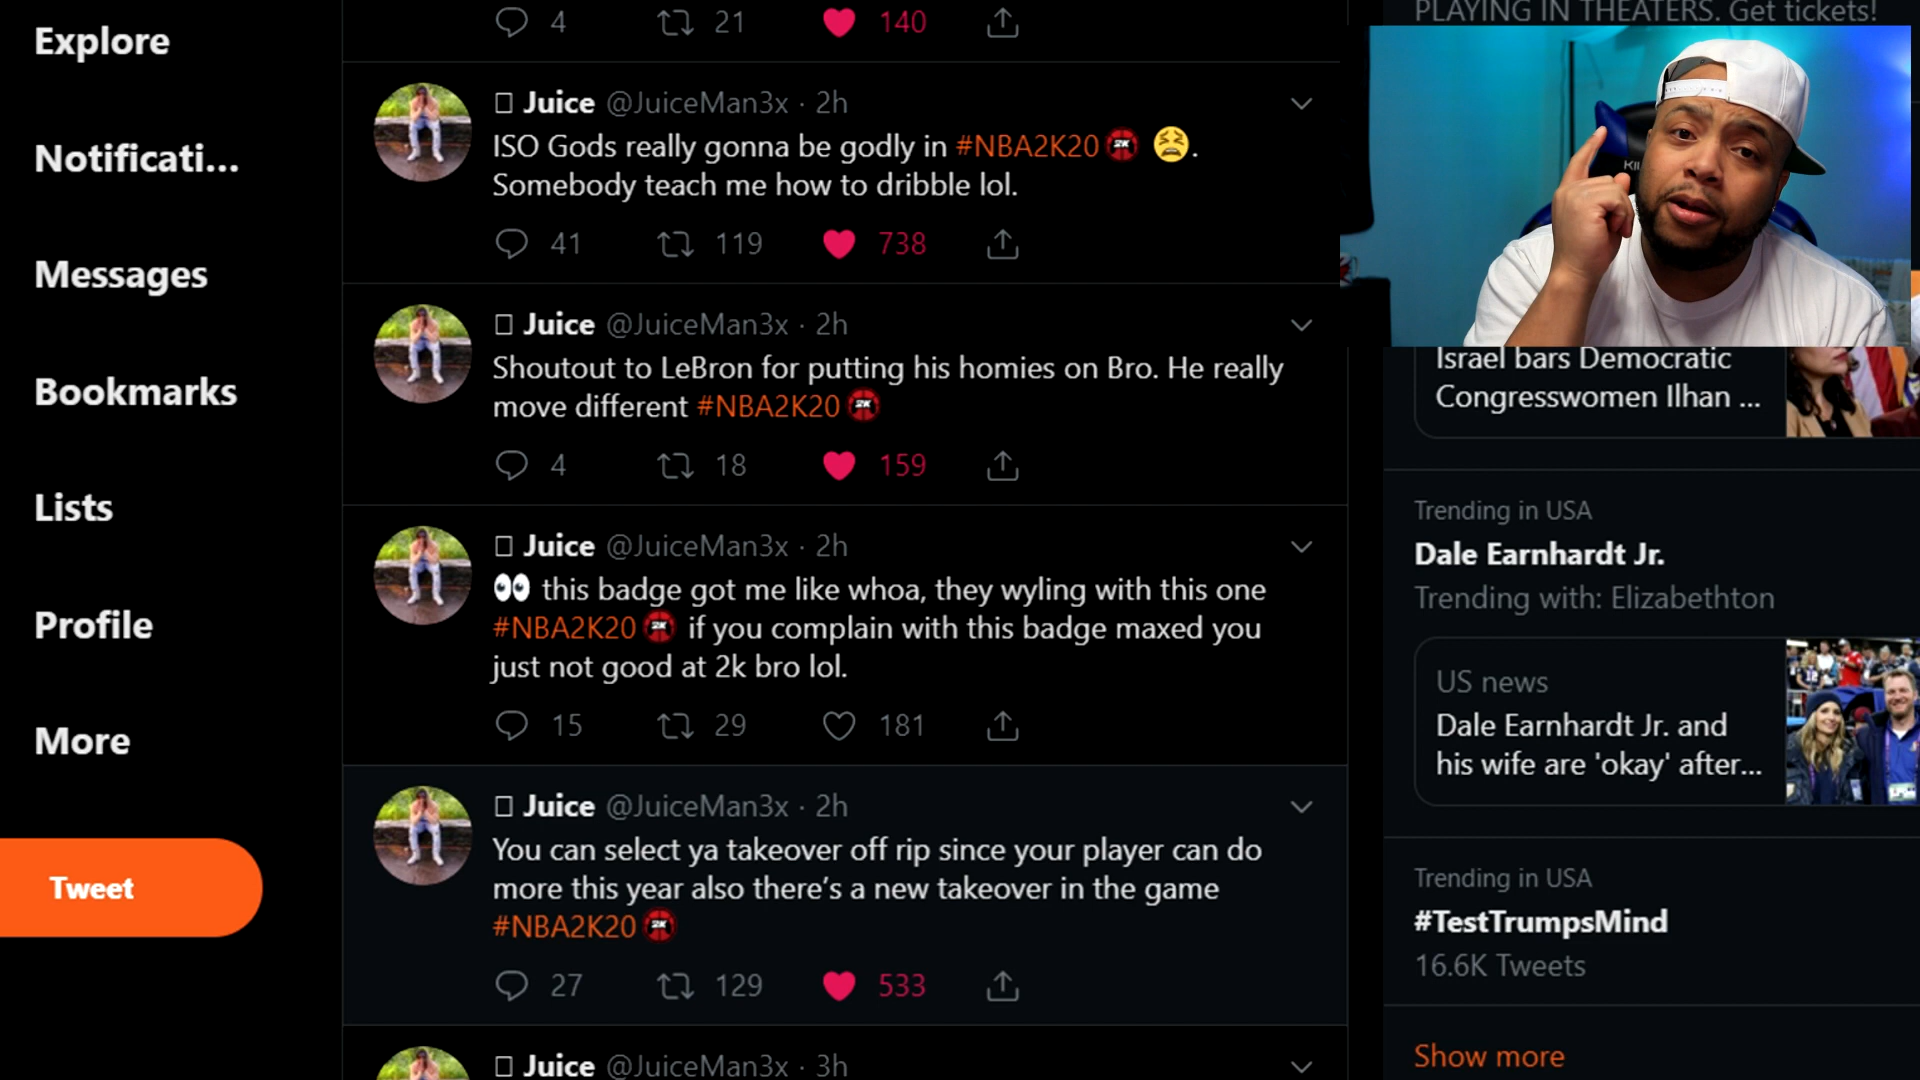 Explore
Notificati...
Messages
Bookmarks
Lists
Profile
More
Tweet
4 21 140
Juice @JuiceMan3x · 2h
ISO Gods really gonna be godly in #NBA2K20 2K 😫.
Somebody teach me how to dribble lol.
41 119 738
Juice @JuiceMan3x · 2h
Shoutout to LeBron for putting his homies on Bro. He really
move different #NBA2K20 2K
4 18 159
Juice @JuiceMan3x · 2h
👀 this badge got me like whoa, they wyling with this one
#NBA2K20 2K if you complain with this badge maxed you
just not good at 2k bro lol.
15 29 181
Juice @JuiceMan3x · 2h
You can select ya takeover off rip since your player can do
more this year also there’s a new takeover in the game
#NBA2K20 2K
27 129 533
Juice @JuiceMan3x · 3h
PLAYING IN THEATERS. Get tickets!
Israel bars Democratic
Congresswomen Ilhan ...
Trending in USA
Dale Earnhardt Jr.
Trending with: Elizabethton
US news
Dale Earnhardt Jr. and
his wife are 'okay' after...
Trending in USA
#TestTrumpsMind
16.6K Tweets
Show more